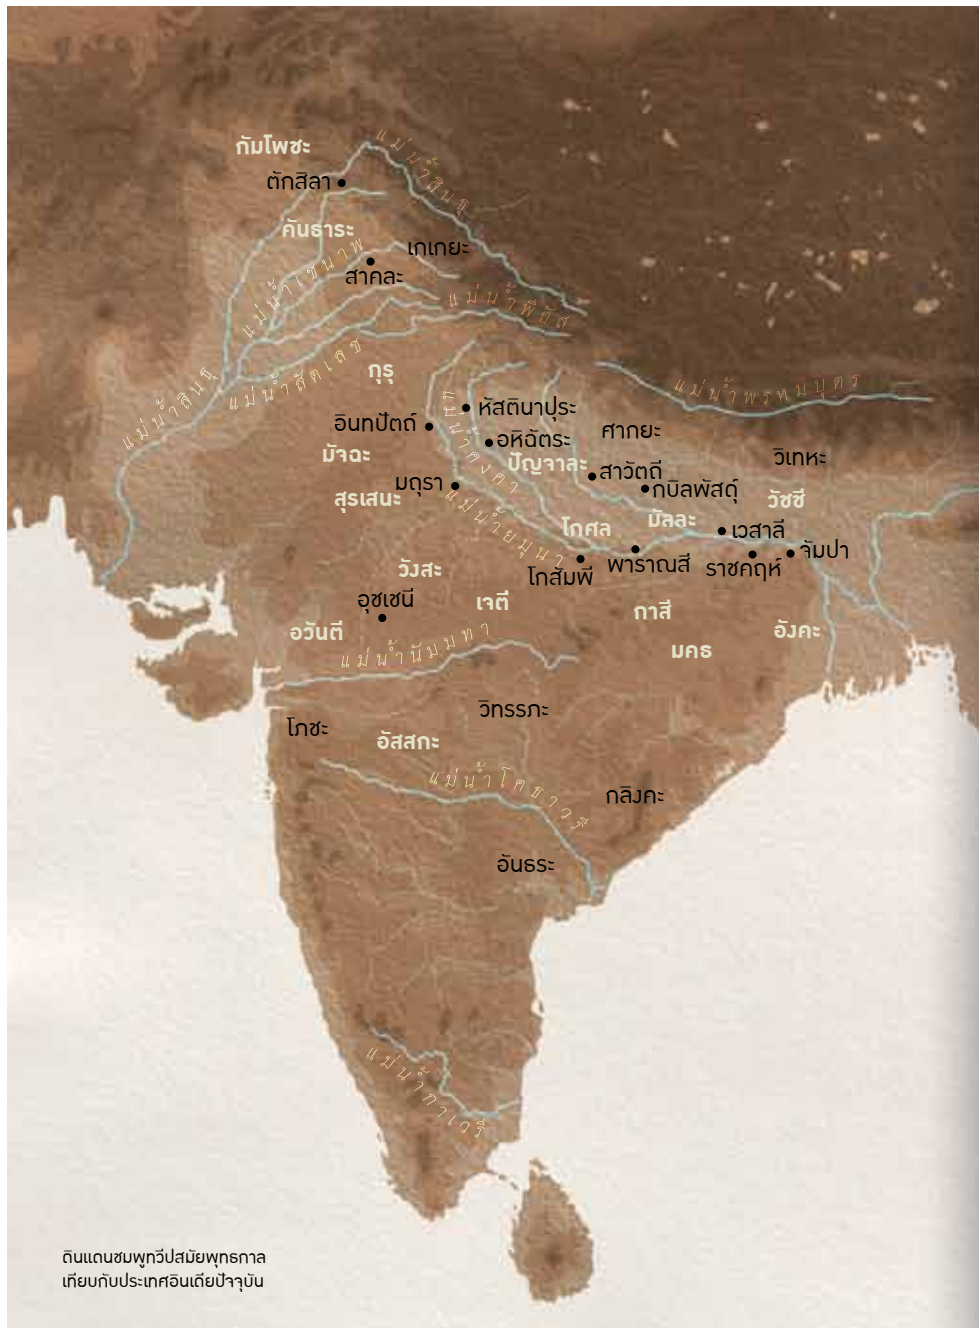 กัมโพชะ
แม่น้ำสินธุ
ตักสิลา
คันธาระ
เกเกยะ
แม่น้ำเชนาพ
สาคละ
แม่น้ำพิอัส
แม่น้ำสัตเลช
แม่น้ำสินธุ
กุรุ
แม่น้ำพรหมบุตร
หัสตินาปุระ
อินทปัตถ์
แม่น้ำคงคา
อหิฉัตระ
ศากยะ
มัจฉะ
ปัญจาละ
วิเทหะ
สาวัตถี
มถุรา
กบิลพัสดุ์
สุรเสนะ
วัชชี
แม่น้ำยมุนา
โกศล
มัลละ
เวสาลี
จัมปา
โกสัมพี
พาราณสี
ราชคฤห์
วังสะ
อุชเชนี
เจตี
กาสี
อวันตี
อังคะ
แม่น้ำนัมมทา
มคธ
วิทรรภะ
โภชะ
อัสสกะ
แม่น้ำโคธาวรี
กลิงคะ
อันธระ
แม่น้ำกาเวรี
ดินแดนชมพูทวีปสมัยพุทธกาล
เทียบกับประเทศอินเดียปัจจุบัน